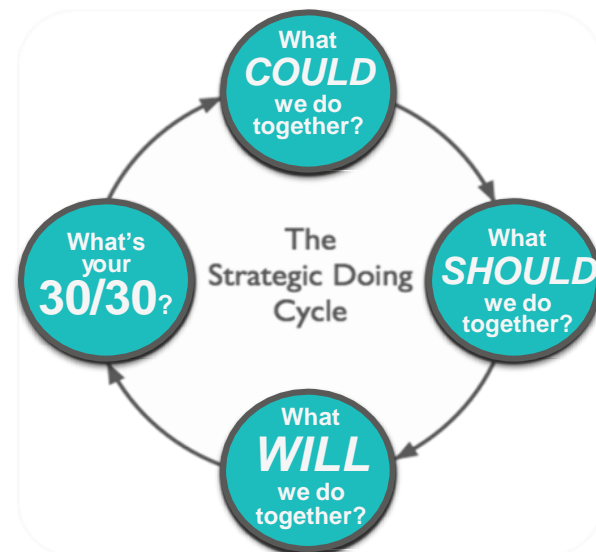 What
COULD
we do
together?
What
SHOULD
we do
together?
What
WILL
we do
together?
What's
your
30/30?
The
Strategic Doing
Cycle